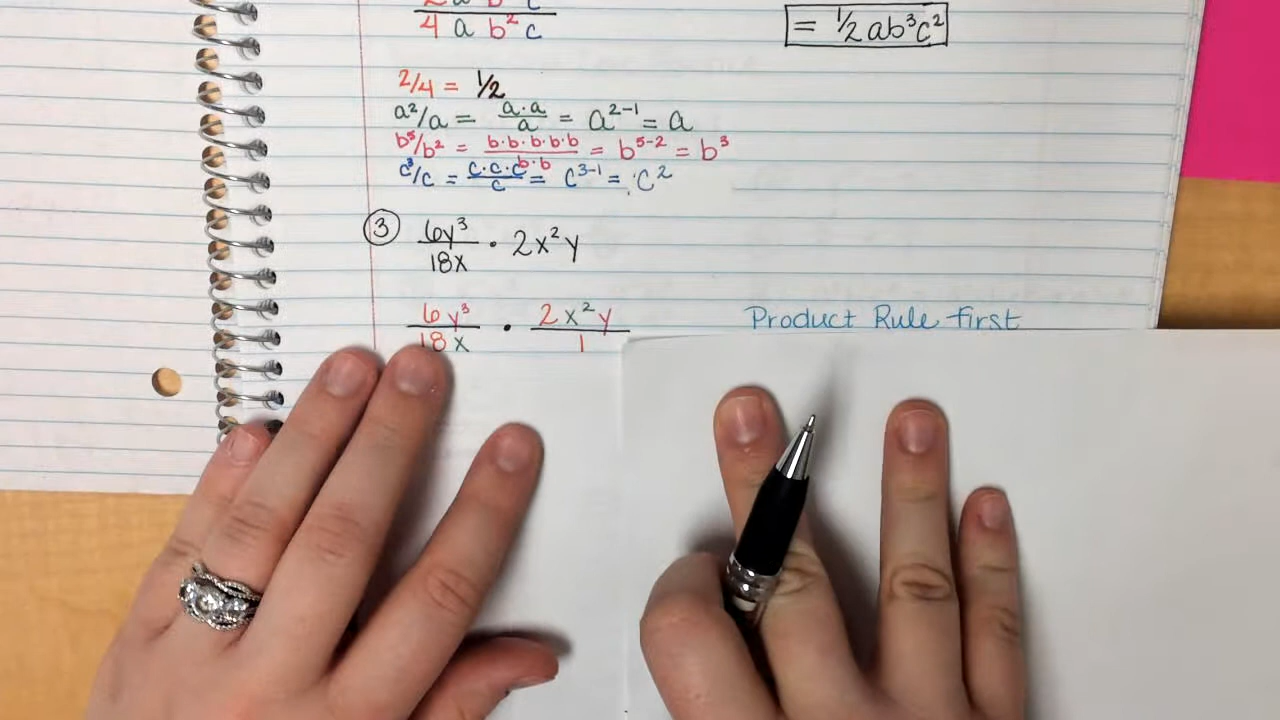 4 a b² c
= ½ab³c²
2/4 = 1/2
a²/a = a·a/a = a²⁻¹ = a
b⁵/b² = b·b·b·b·b/b·b = b⁵⁻² = b³
c³/c = c·c·c/c = c³⁻¹ = c²
③ 6y³/18x · 2x²y
6y³/18x · 2x²y/1
Product Rule first